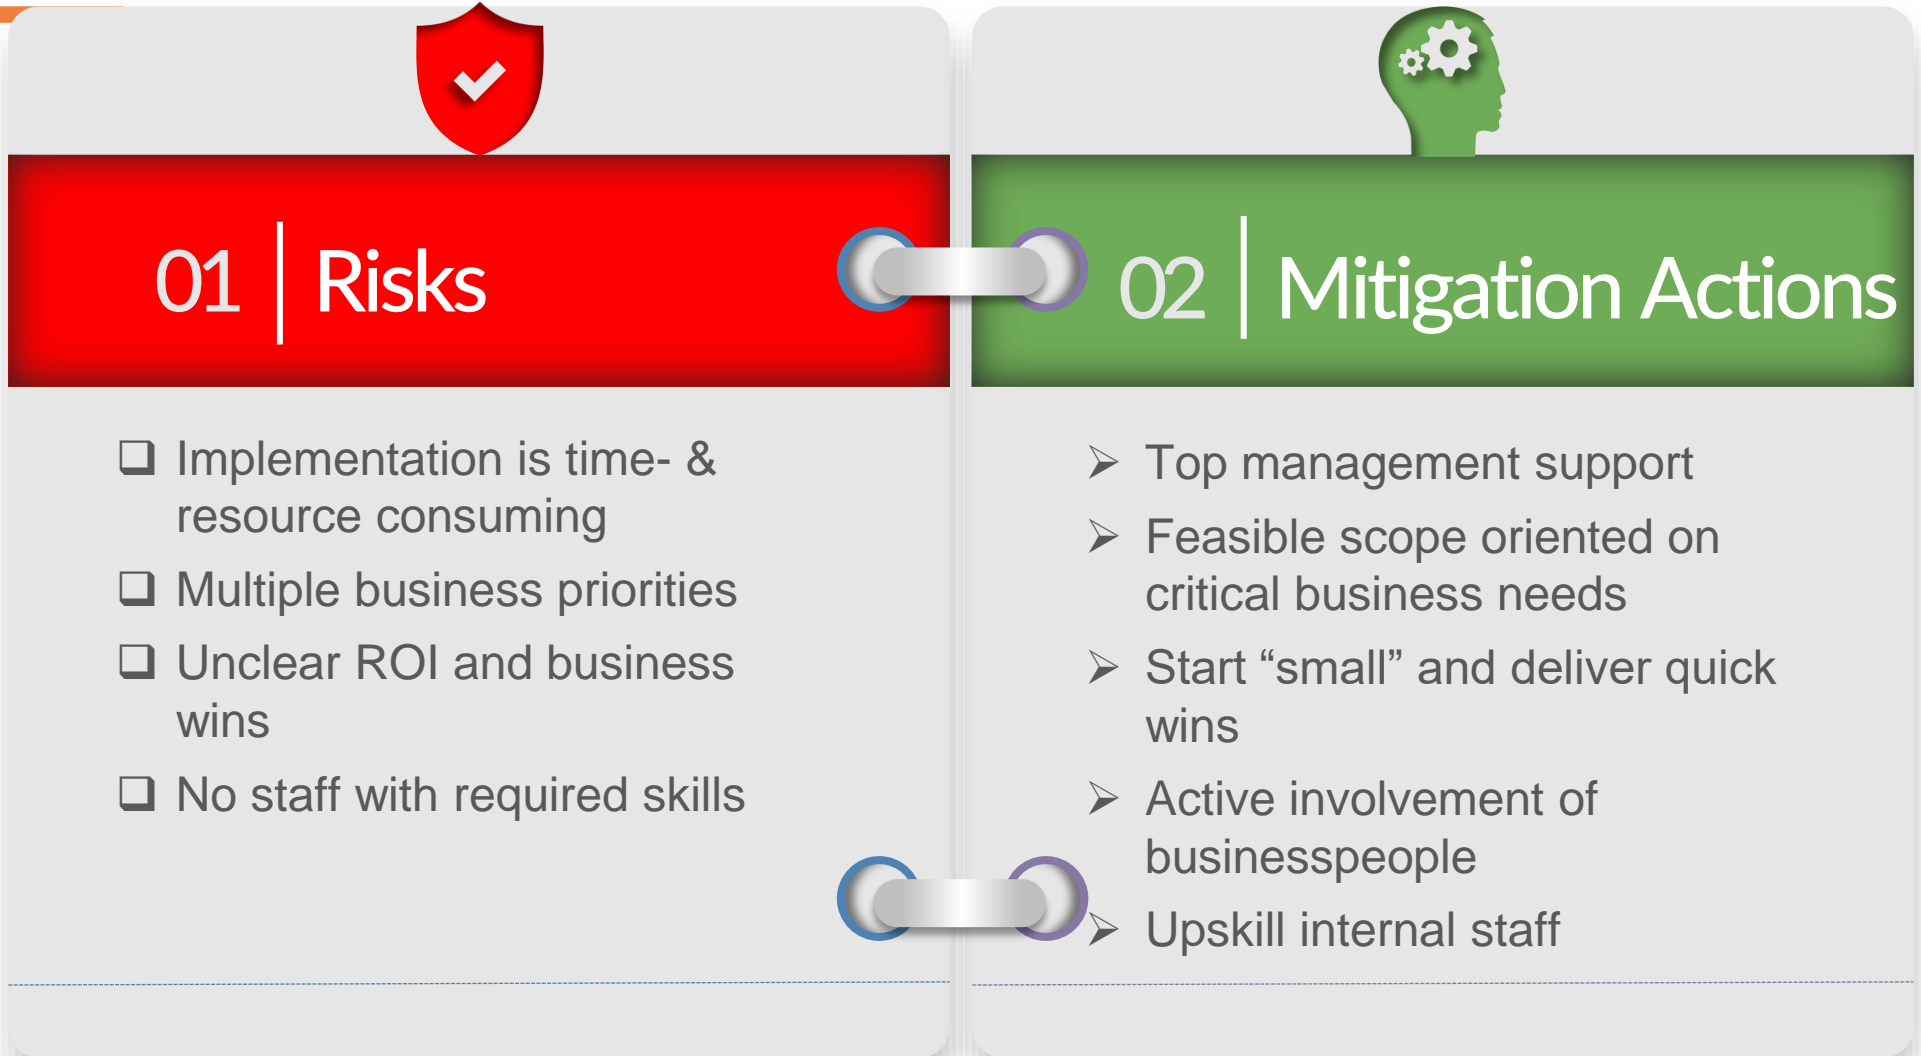 01 | Risks
❑ Implementation is time- &
resource consuming
❑ Multiple business priorities
❑ Unclear ROI and business
wins
❑ No staff with required skills
02 | Mitigation Actions
➢ Top management support
➢ Feasible scope oriented on
critical business needs
➢ Start “small” and deliver quick
wins
➢ Active involvement of
businesspeople
➢ Upskill internal staff